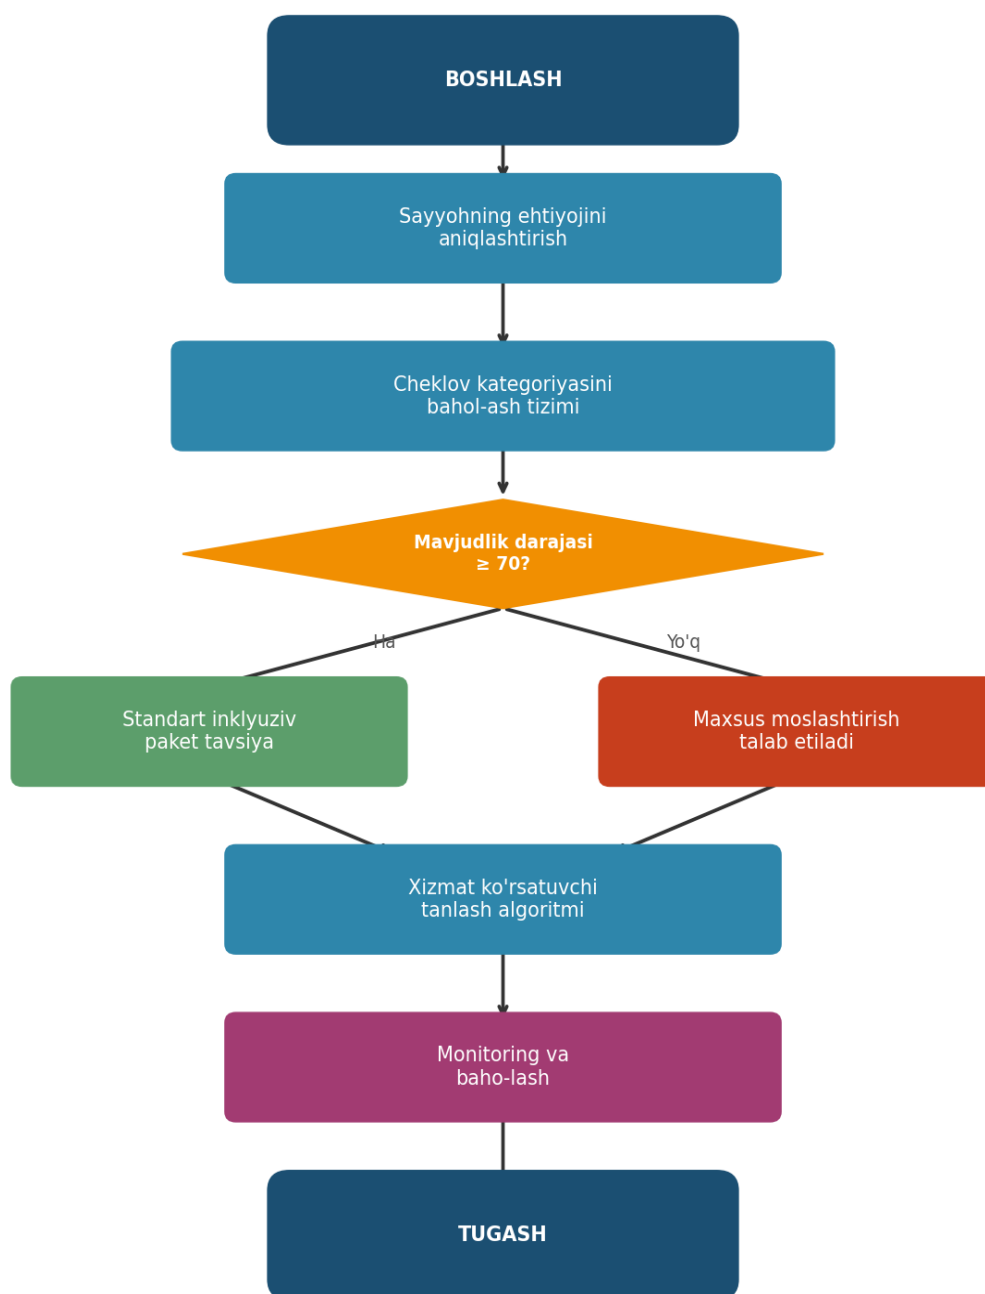 BOSHLASH
Sayyohning ehtiyojini
aniqlashtirish
Cheklov kategoriyasini
bahol-ash tizimi
Mavjudlik darajasi
≥ 70?
Ha
Yo'q
Standart inklyuziv
paket tavsiya
Maxsus moslashtirish
talab etiladi
Xizmat ko'rsatuvchi
tanlash algoritmi
Monitoring va
baho-lash
TUGASH